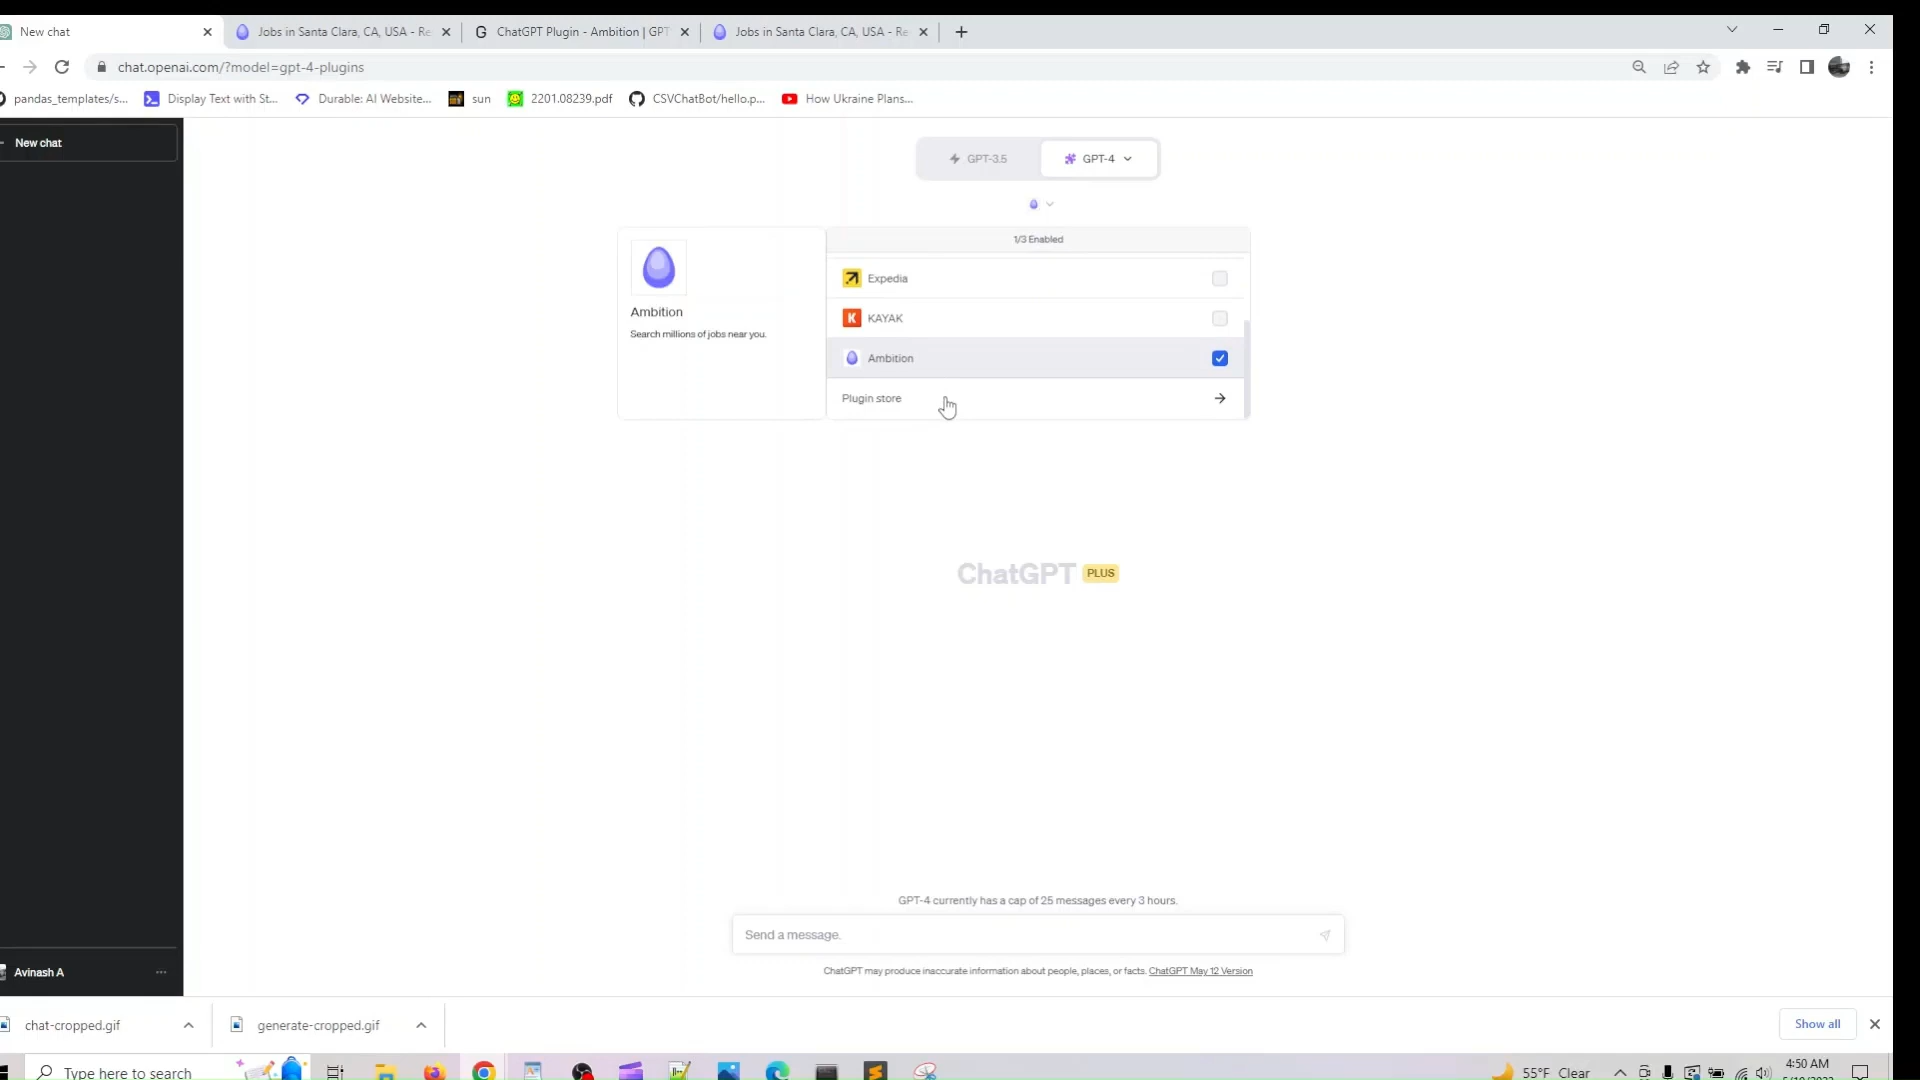 New chat
Jobs in Santa Clara, CA, USA - Re
ChatGPT Plugin - Ambition | GPT
Jobs in Santa Clara, CA, USA - Re
chat.openai.com/?model=gpt-4-plugins
pandas_templates/s...
Display Text with St...
Durable: AI Website...
sun
2201.08239.pdf
CSVChatBot/hello.p...
How Ukraine Plans...
New chat
GPT-3.5
GPT-4
1/3 Enabled
Ambition
Search millions of jobs near you.
Expedia
KAYAK
Ambition
Plugin store
ChatGPT PLUS
GPT-4 currently has a cap of 25 messages every 3 hours.
Send a message.
ChatGPT may produce inaccurate information about people, places, or facts. ChatGPT May 12 Version
Avinash A
chat-cropped.gif
generate-cropped.gif
Show all
Type here to search
55°F Clear
4:50 AM